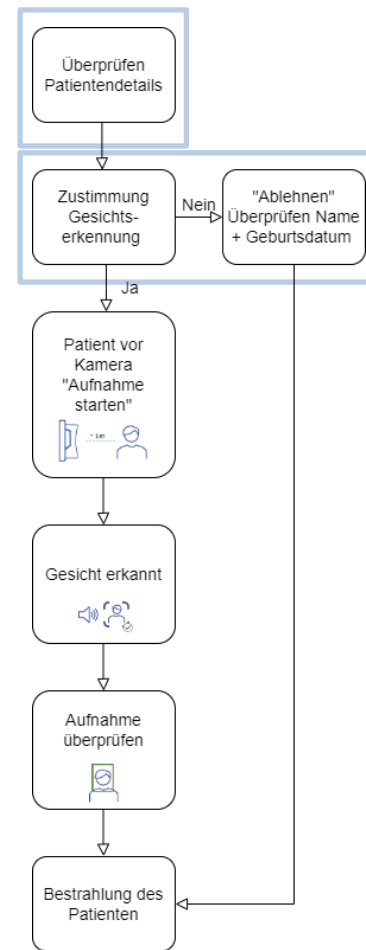 Überprüfen
Patientendetails
Zustimmung
Gesichts-
erkennung
Nein
"Ablehnen"
Überprüfen Name
+ Geburtsdatum
Ja
Patient vor
Kamera
"Aufnahme
starten"
~ 1m
Gesicht erkannt
Aufnahme
überprüfen
Bestrahlung des
Patienten